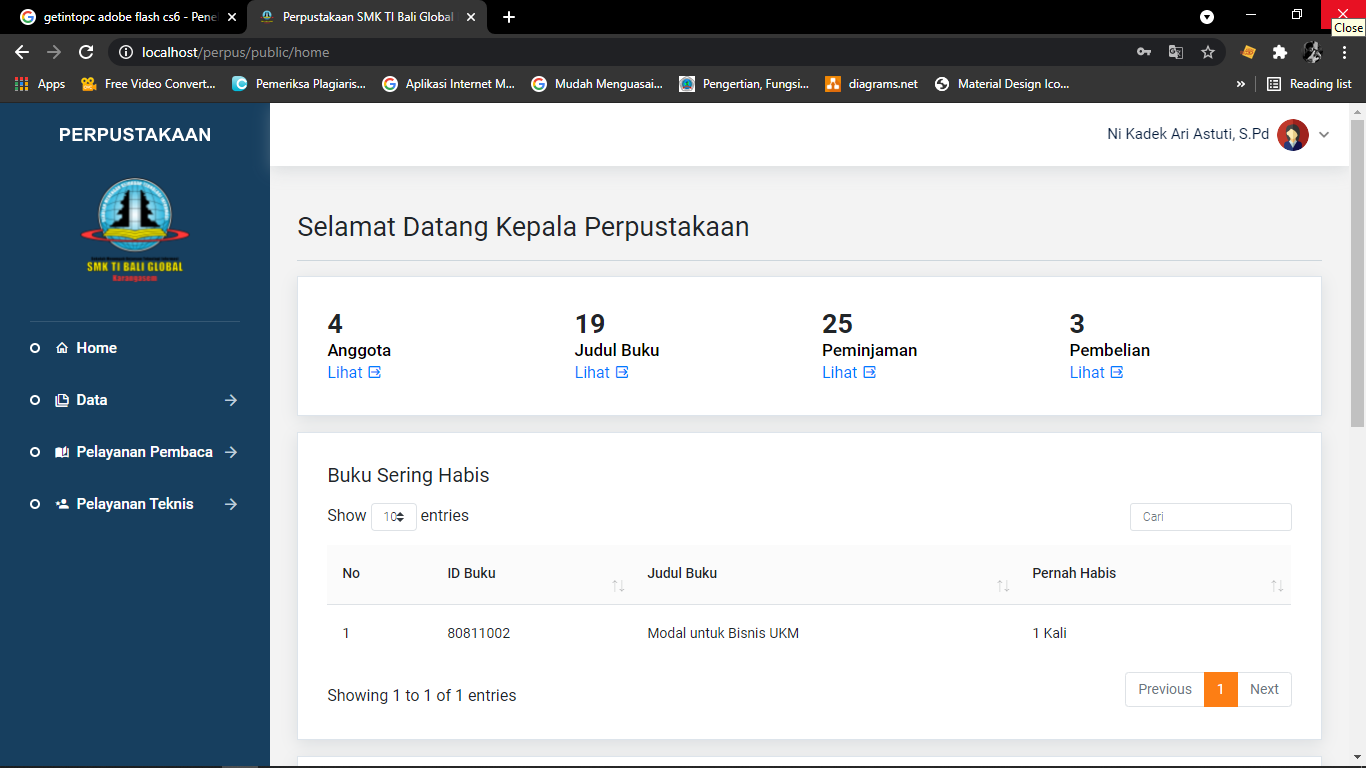 getintopc adobe flash cs6 - Pene
Perpustakaan SMK TI Bali Global
Close
localhost/perpus/public/home
Apps
Free Video Convert...
Pemeriksa Plagiaris...
Aplikasi Internet M...
Mudah Menguasai...
Pengertian, Fungsi...
diagrams.net
Material Design Ico...
»
Reading list
PERPUSTAKAAN
SMK TI BALI GLOBAL
Karangasem
Home
Data
Pelayanan Pembaca
Pelayanan Teknis
Ni Kadek Ari Astuti, S.Pd
Selamat Datang Kepala Perpustakaan
4 19 25 3
Anggota Judul Buku Peminjaman Pembelian
Lihat Lihat Lihat Lihat
Buku Sering Habis
Show 10 entries
Cari
No ID Buku Judul Buku Pernah Habis
1 80811002 Modal untuk Bisnis UKM 1 Kali
Showing 1 to 1 of 1 entries
Previous 1 Next